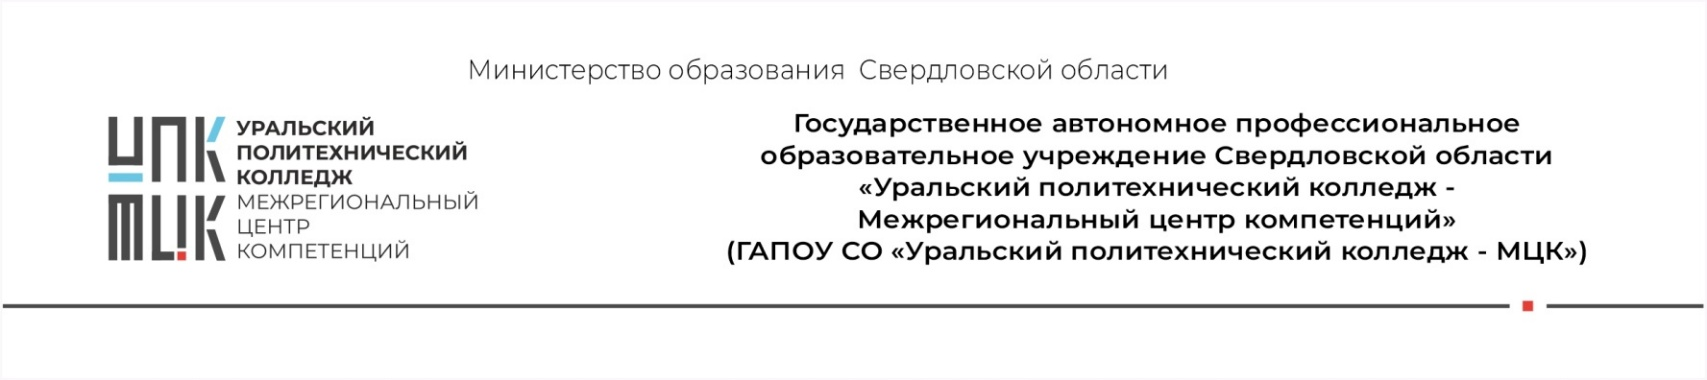 Министерство образования Свердловской области
УПК
МЦК
УРАЛЬСКИЙ
ПОЛИТЕХНИЧЕСКИЙ
КОЛЛЕДЖ
МЕЖРЕГИОНАЛЬНЫЙ
ЦЕНТР
КОМПЕТЕНЦИЙ
Государственное автономное профессиональное
образовательное учреждение Свердловской области
«Уральский политехнический колледж -
Межрегиональный центр компетенций»
(ГАПОУ СО «Уральский политехнический колледж - МЦК»)